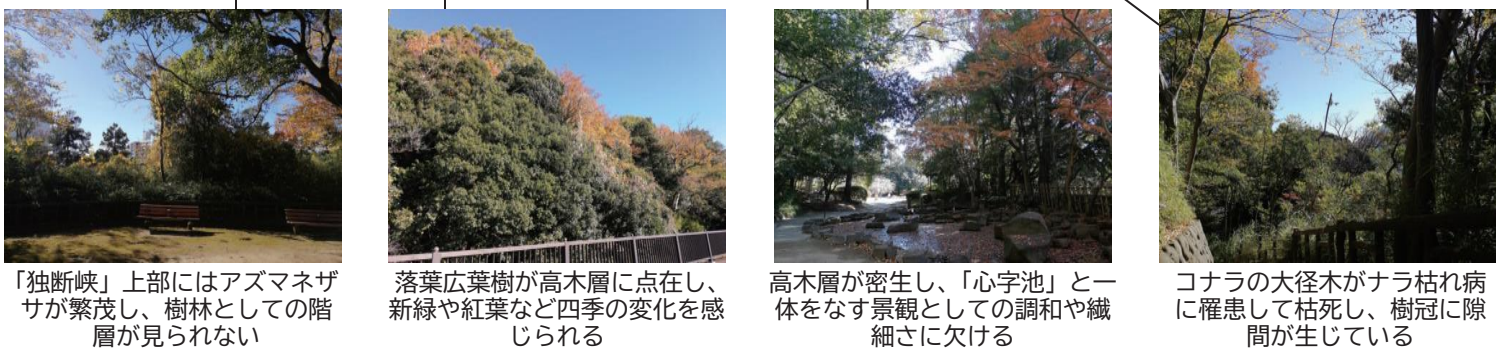 「独断峡」上部にはアズマネザ
サが繁茂し、樹林としての階
層が見られない
落葉広葉樹が高木層に点在し、
新緑や紅葉など四季の変化を感
じられる
高木層が密生し、「心字池」と一
体をなす景観としての調和や繊
細さに欠ける
コナラの大径木がナラ枯れ病
に罹患して枯死し、樹冠に隙
間が生じている